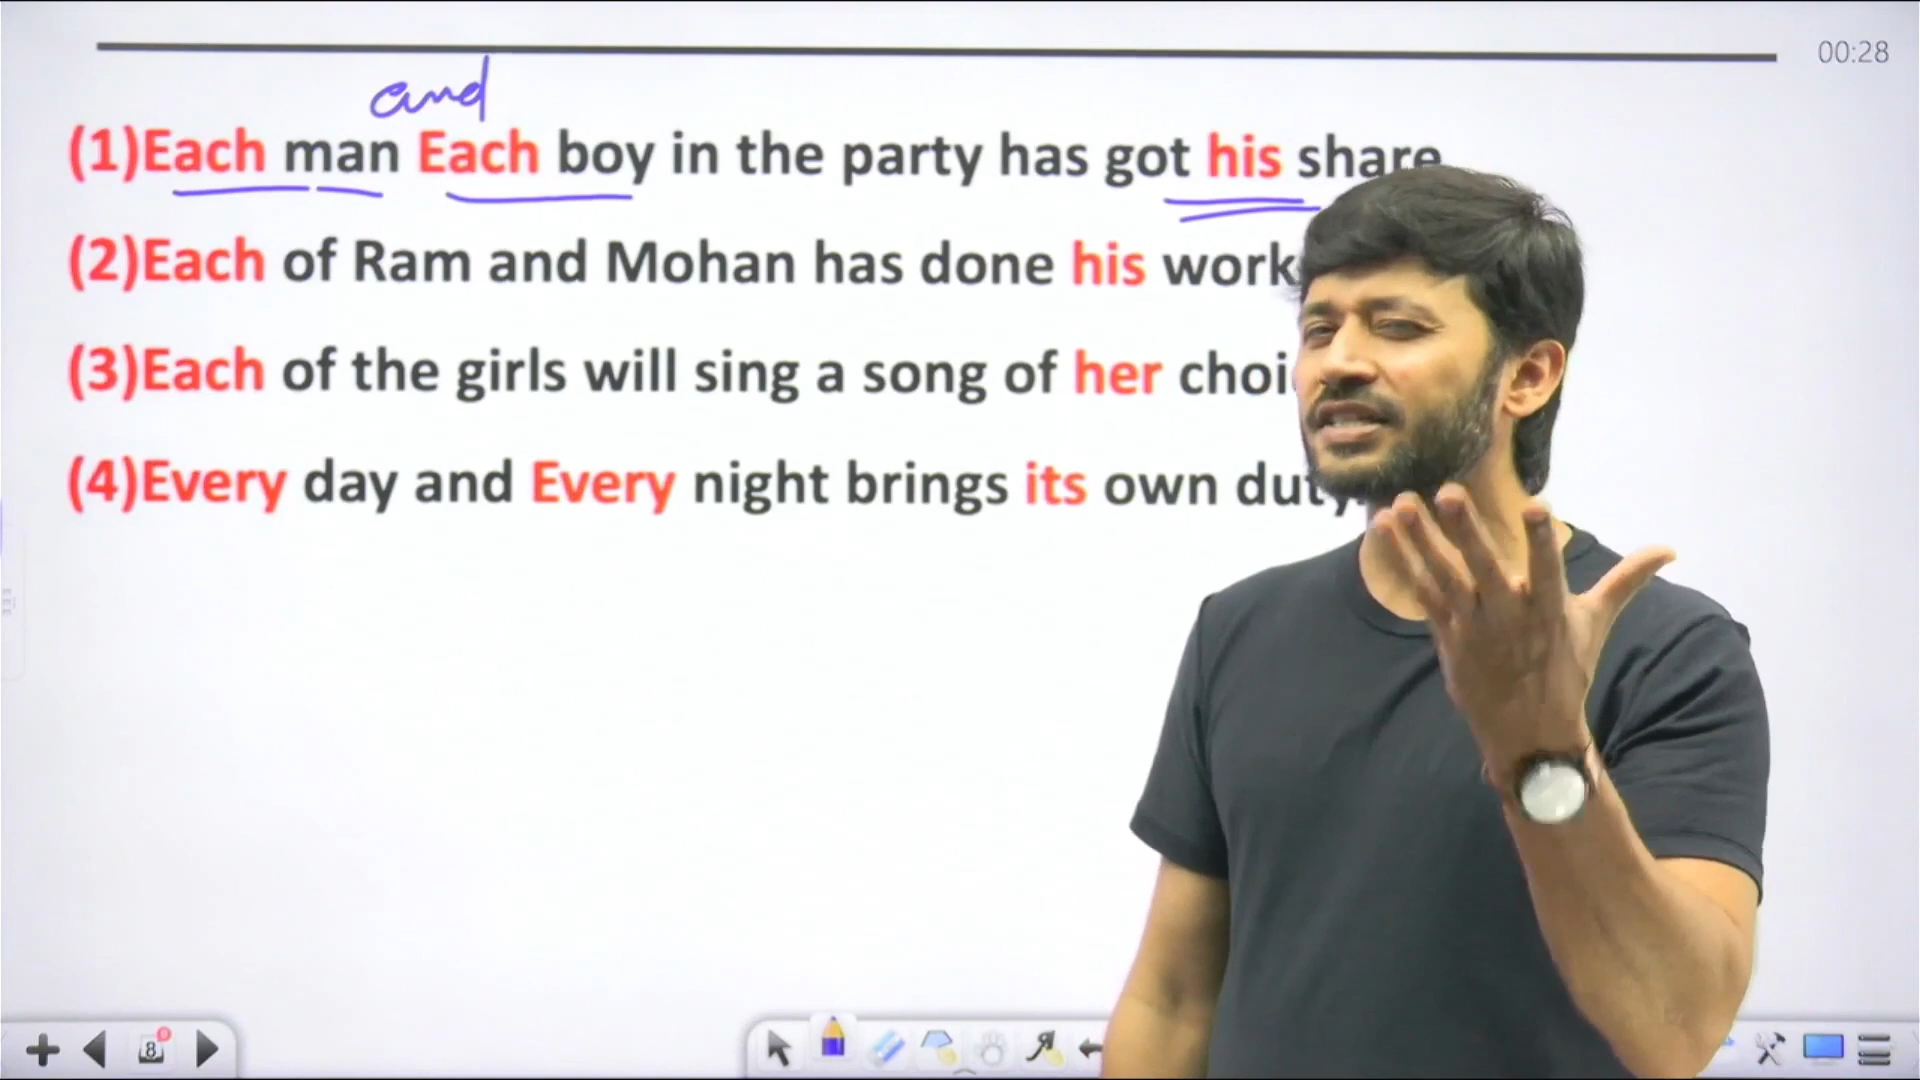 00:28
and
(1)Each man Each boy in the party has got his share
(2)Each of Ram and Mohan has done his work
(3)Each of the girls will sing a song of her
(4)Every day and Every night brings its own duty.
8